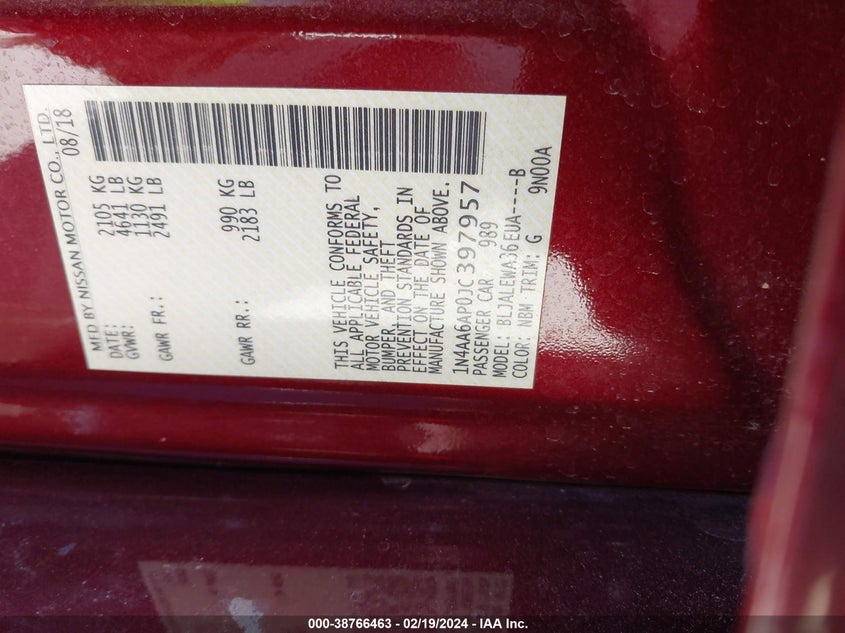 MFD BY NISSAN MOTOR CO., LTD.
DATE: 08/18
GVWR: 2105 KG
4641 LB
GAWR FR.: 1130 KG
2491 LB
GAWR RR.: 990 KG
2183 LB
THIS VEHICLE CONFORMS TO
ALL APPLICABLE FEDERAL
MOTOR VEHICLE SAFETY,
BUMPER, AND THEFT
PREVENTION STANDARDS IN
EFFECT ON THE DATE OF
MANUFACTURE SHOWN ABOVE.
1N4AA6AP0JC397957
PASSENGER CAR 989
MODEL: BLJALEWA36EUA----B
COLOR: NBM TRIM: G 9N00A
000-38766463 - 02/19/2024 - IAA Inc.